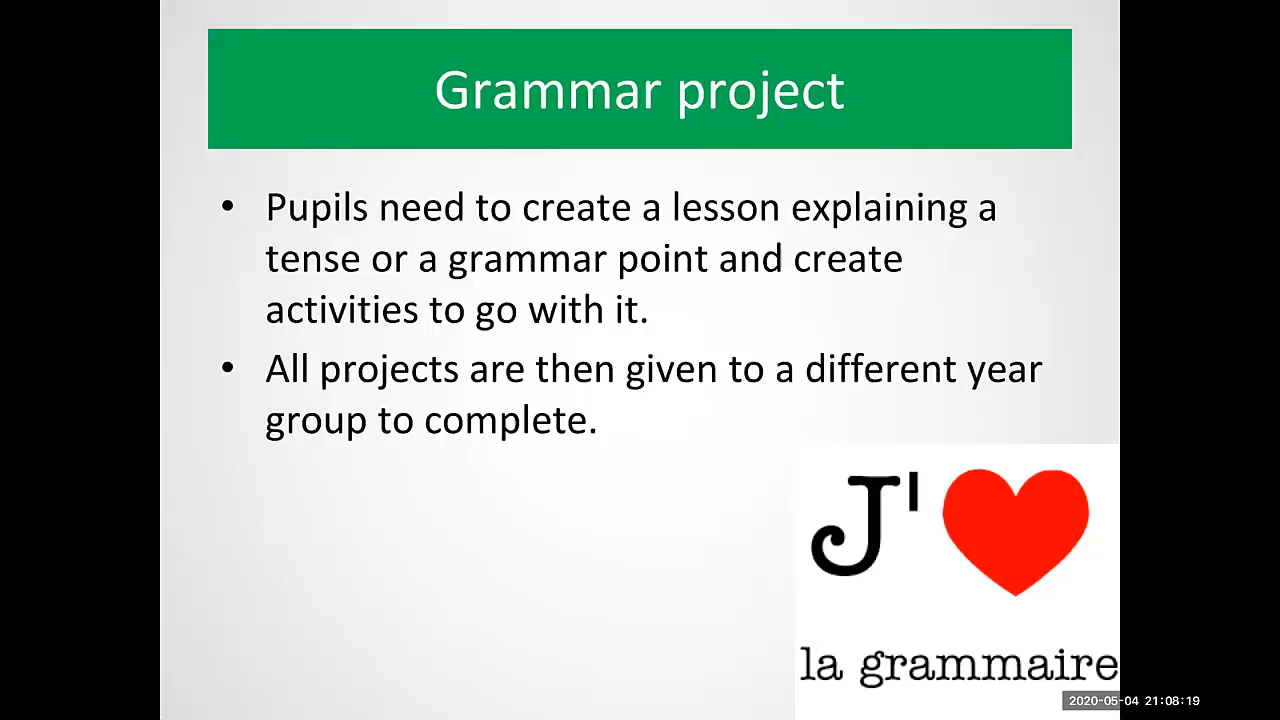 Grammar project
• Pupils need to create a lesson explaining a
tense or a grammar point and create
activities to go with it.
• All projects are then given to a different year
group to complete.
J'
la grammaire
2020-05-04 21:08:19